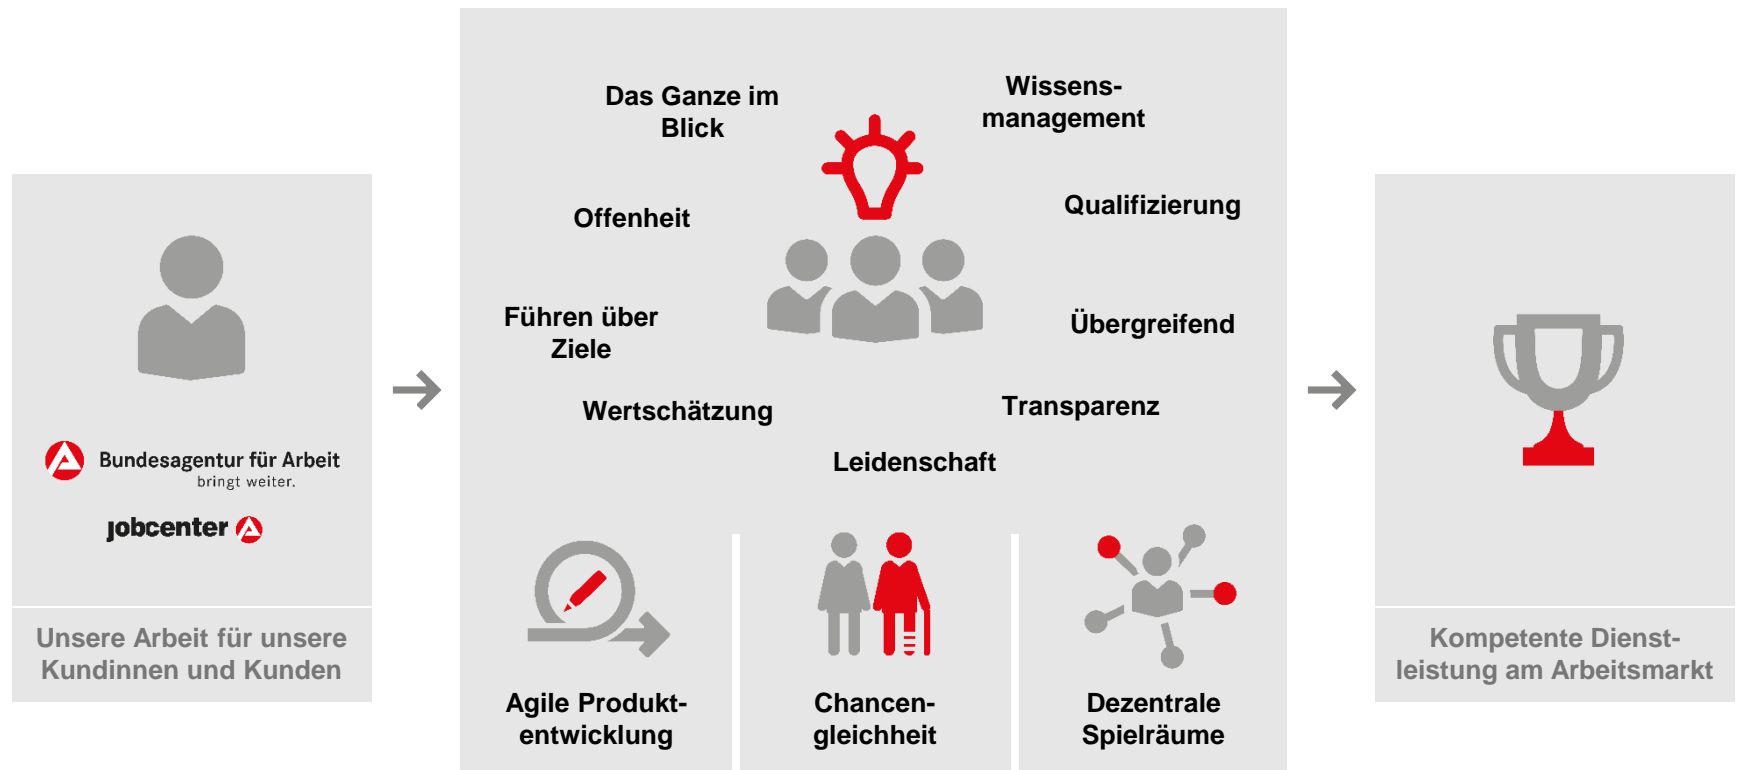 Bundesagentur für Arbeit
bringt weiter.
jobcenter
Unsere Arbeit für unsere
Kundinnen und Kunden
Das Ganze im
Blick
Wissens-
management
Offenheit
Qualifizierung
Führen über
Ziele
Übergreifend
Wertschätzung
Transparenz
Leidenschaft
Agile Produkt-
entwicklung
Chancen-
gleichheit
Dezentrale
Spielräume
Kompetente Dienst-
leistung am Arbeitsmarkt